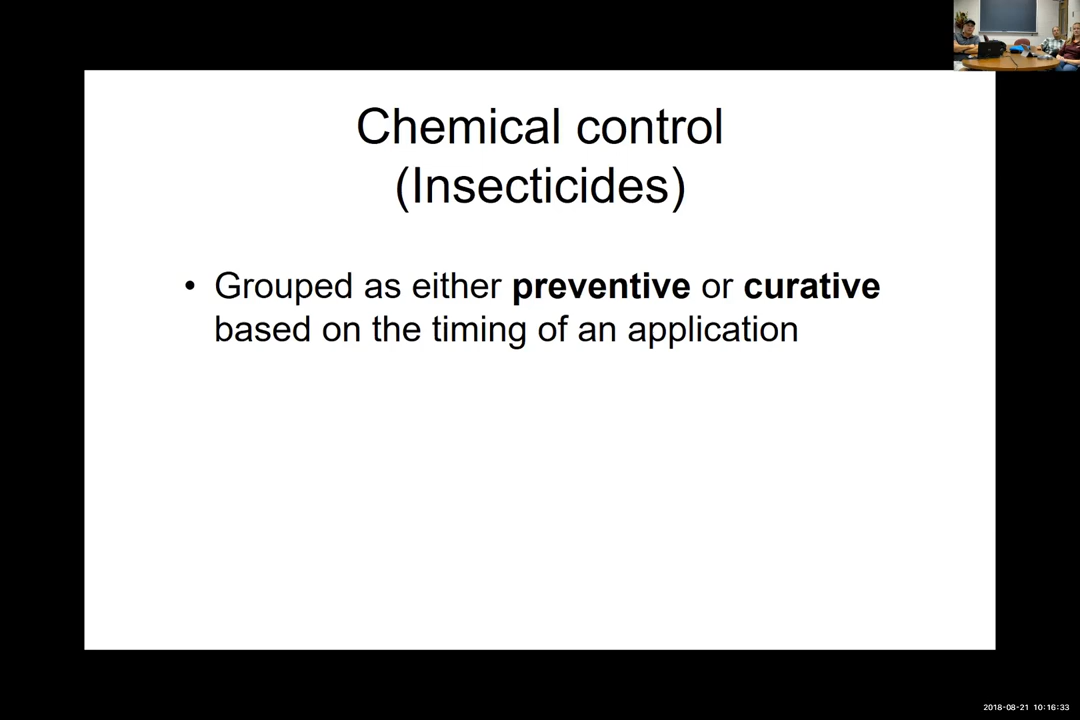 Chemical control
(Insecticides)
• Grouped as either preventive or curative
based on the timing of an application
2018-08-21 10:16:33